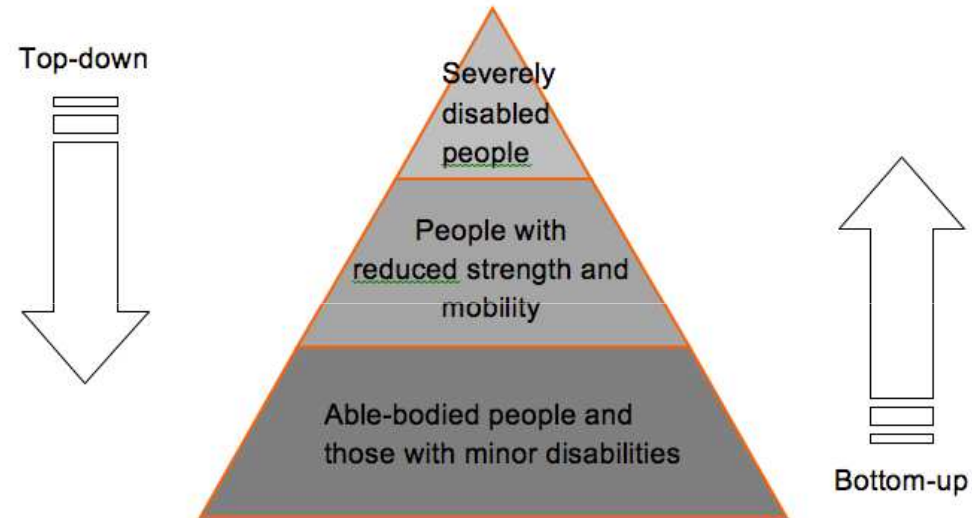 Top-down
Severely
disabled
people
People with
reduced strength and
mobility
Able-bodied people and
those with minor disabilities
Bottom-up